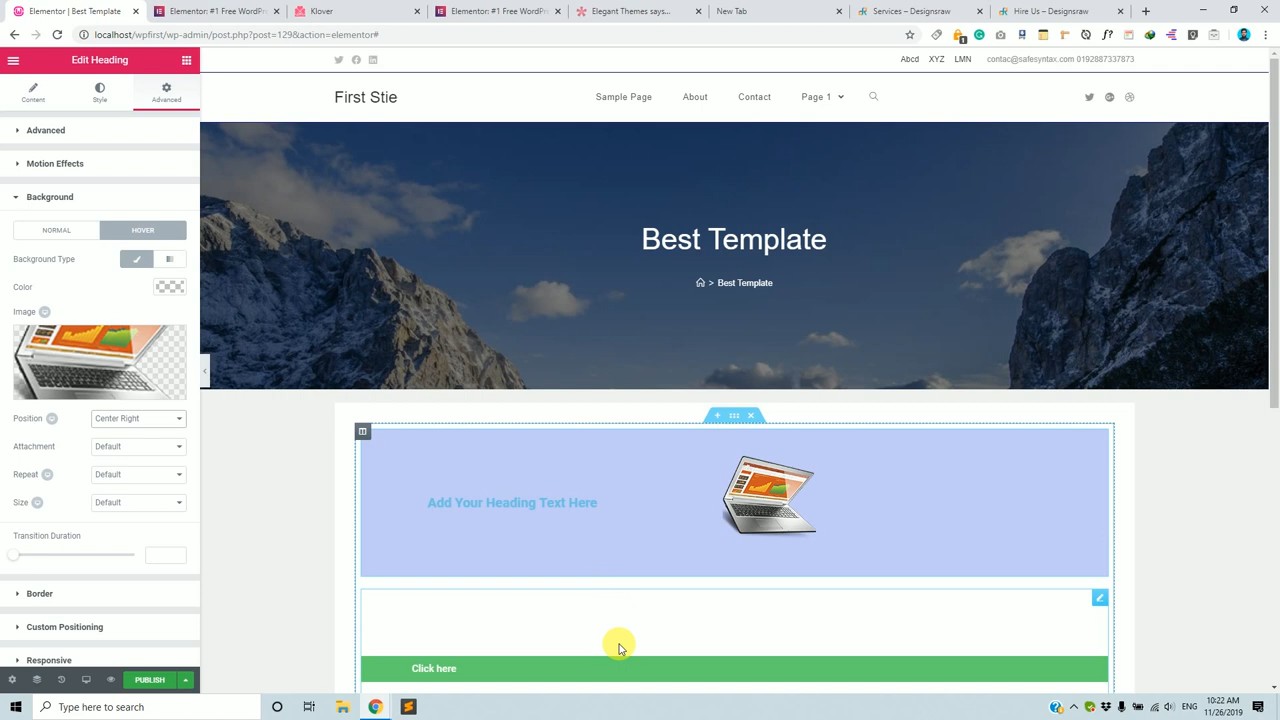 Elementor | Best Template
Elementor: #1 Free WordPr
Klover
Elementor: #1 Free WordPr
Elegant Themes says...
New Tab
Services – Designsraw
Hire Us – Designsraw
localhost/wpfirst/wp-admin/post.php?post=129&action=elementor#
1
Edit Heading
Content
Style
Advanced
Advanced
Motion Effects
Background
NORMAL
HOVER
Background Type
Color
Image
Position
Center Right
Attachment
Default
Repeat
Default
Size
Default
Transition Duration
Border
Custom Positioning
Responsive
PUBLISH
Abcd
XYZ
LMN
contac@safesyntax.com 0192887337873
First Stie
Sample Page
About
Contact
Page 1
Best Template
> Best Template
Add Your Heading Text Here
Click here
Type here to search
ENG
10:22 AM
11/26/2019